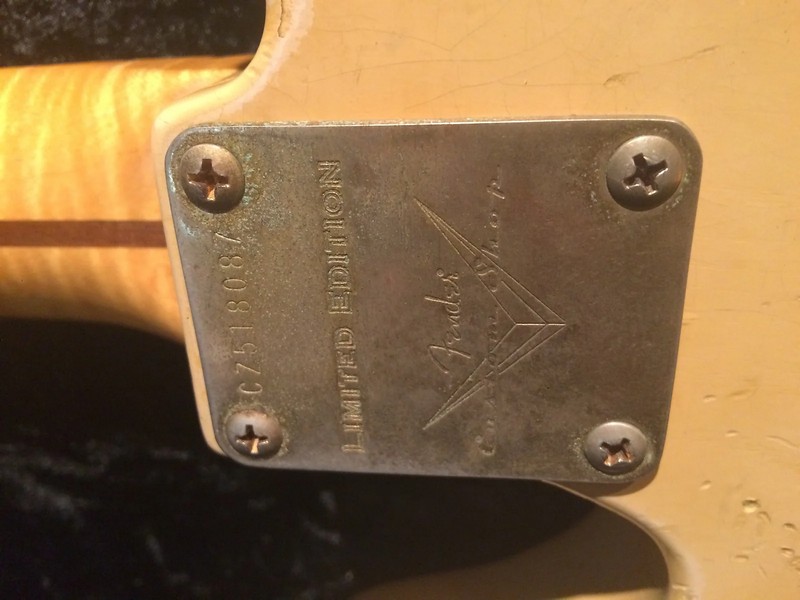 CZ518087
LIMITED EDITION
Fender
Custom Shop